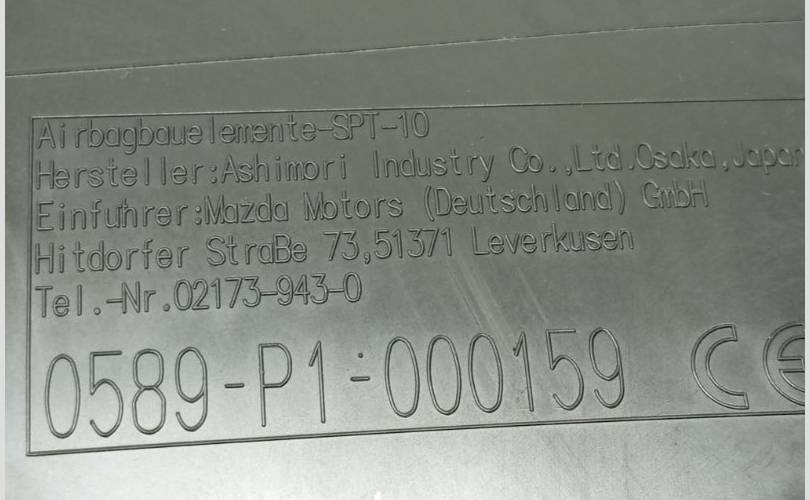 Airbagbauelemente-SPT-10
Hersteller:Ashimori Industry Co.,Ltd.Osaka,Japan
Einfuhrer:Mazda Motors (Deutschland) GmbH
Hitdorfer StraBe 73,51371 Leverkusen
Tel.-Nr.02173-943-0
0589-P1-000159 CE